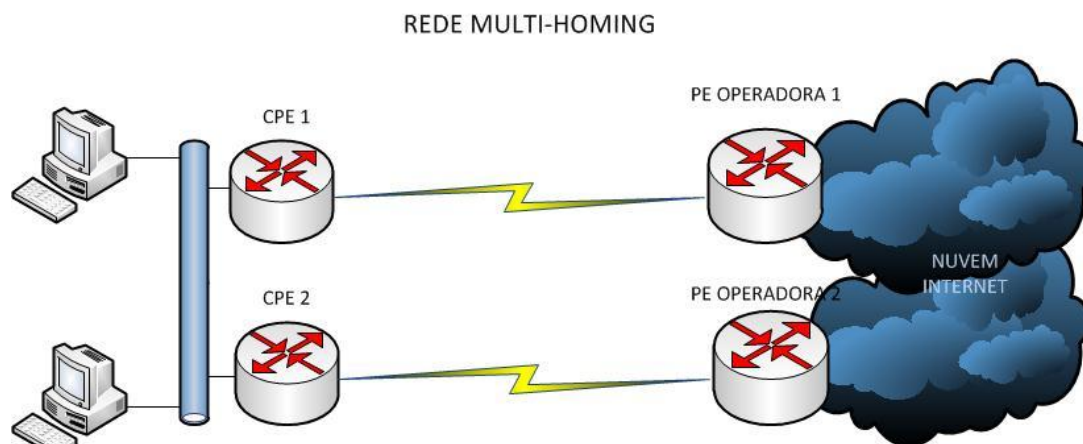 REDE MULTI-HOMING
CPE 1
PE OPERADORA 1
NUVEM
INTERNET
CPE 2
PE OPERADORA 2